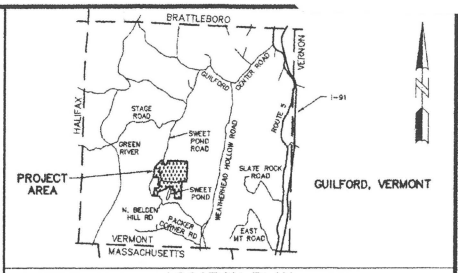 BRATTLEBORO
VERNON
GUILFORD
CENTER ROAD
I-91
N
HALIFAX
STAGE
ROAD
ROUTE 5
GREEN
RIVER
SWEET
POND
ROAD
WEATHERHEAD HOLLOW ROAD
PROJECT
AREA
SLATE ROCK
ROAD
GUILFORD, VERMONT
SWEET
POND
N. BELDEN
HILL RD
PACKER
CORNER RD
EAST
MT ROAD
VERMONT
MASSACHUSETTS